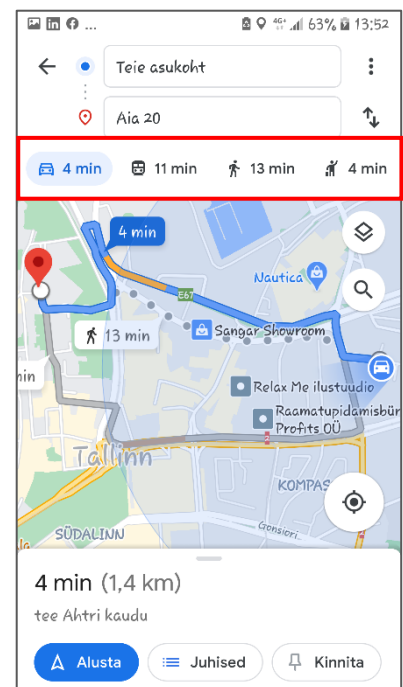 ... 4G+ 63% 13:52
Teie asukoht
Aia 20
4 min 11 min 13 min 4 min
4 min
Nautica
E67
13 min
Sangar Showroom
min
Relax Me ilustuudio
Raamatupidamisbür
Profits OÜ
Tallinn
KOMPAS
SÜDALINN
Gonsiori
4 min (1,4 km)
tee Ahtri kaudu
Alusta Juhised Kinnita